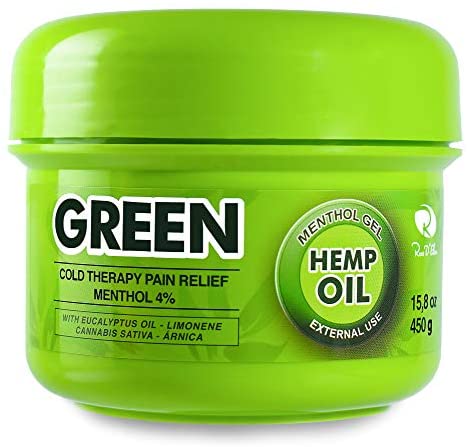 GREEN
COLD THERAPY PAIN RELIEF
MENTHOL 4%
WITH EUCALYPTUS OIL - LIMONENE
CANNABIS SATIVA - ÁRNICA
MENTHOL GEL
HEMP
OIL
EXTERNAL USE
R
15,8 oz
450 g